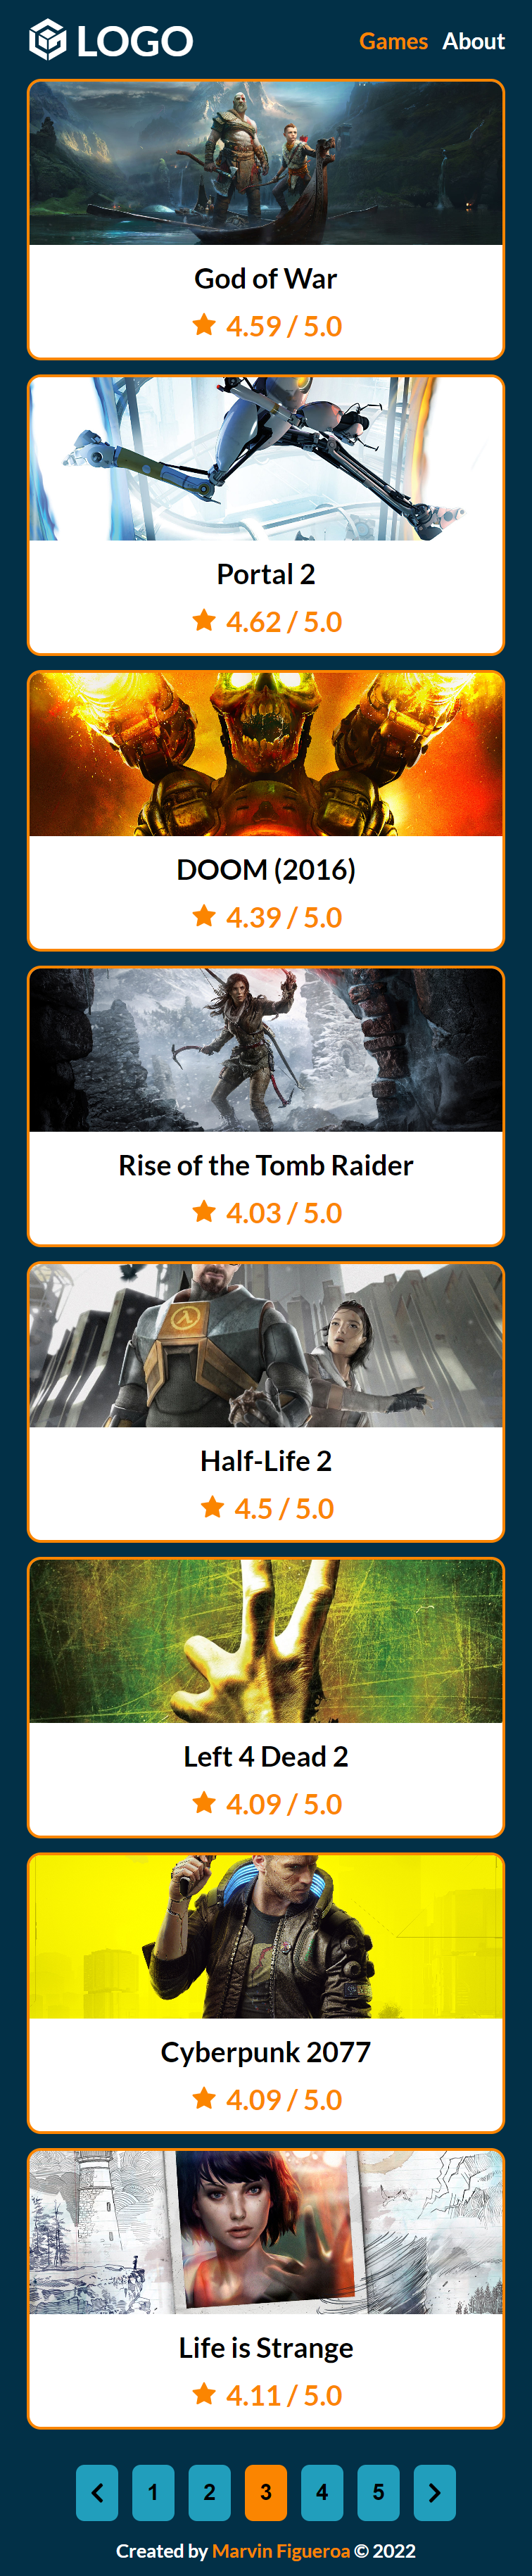 LOGO
Games About
God of War
4.59 / 5.0
Portal 2
4.62 / 5.0
DOOM (2016)
4.39 / 5.0
Rise of the Tomb Raider
4.03 / 5.0
Half-Life 2
4.5 / 5.0
Left 4 Dead 2
4.09 / 5.0
Cyberpunk 2077
4.09 / 5.0
Life is Strange
4.11 / 5.0
1 2 3 4 5
Created by Marvin Figueroa © 2022